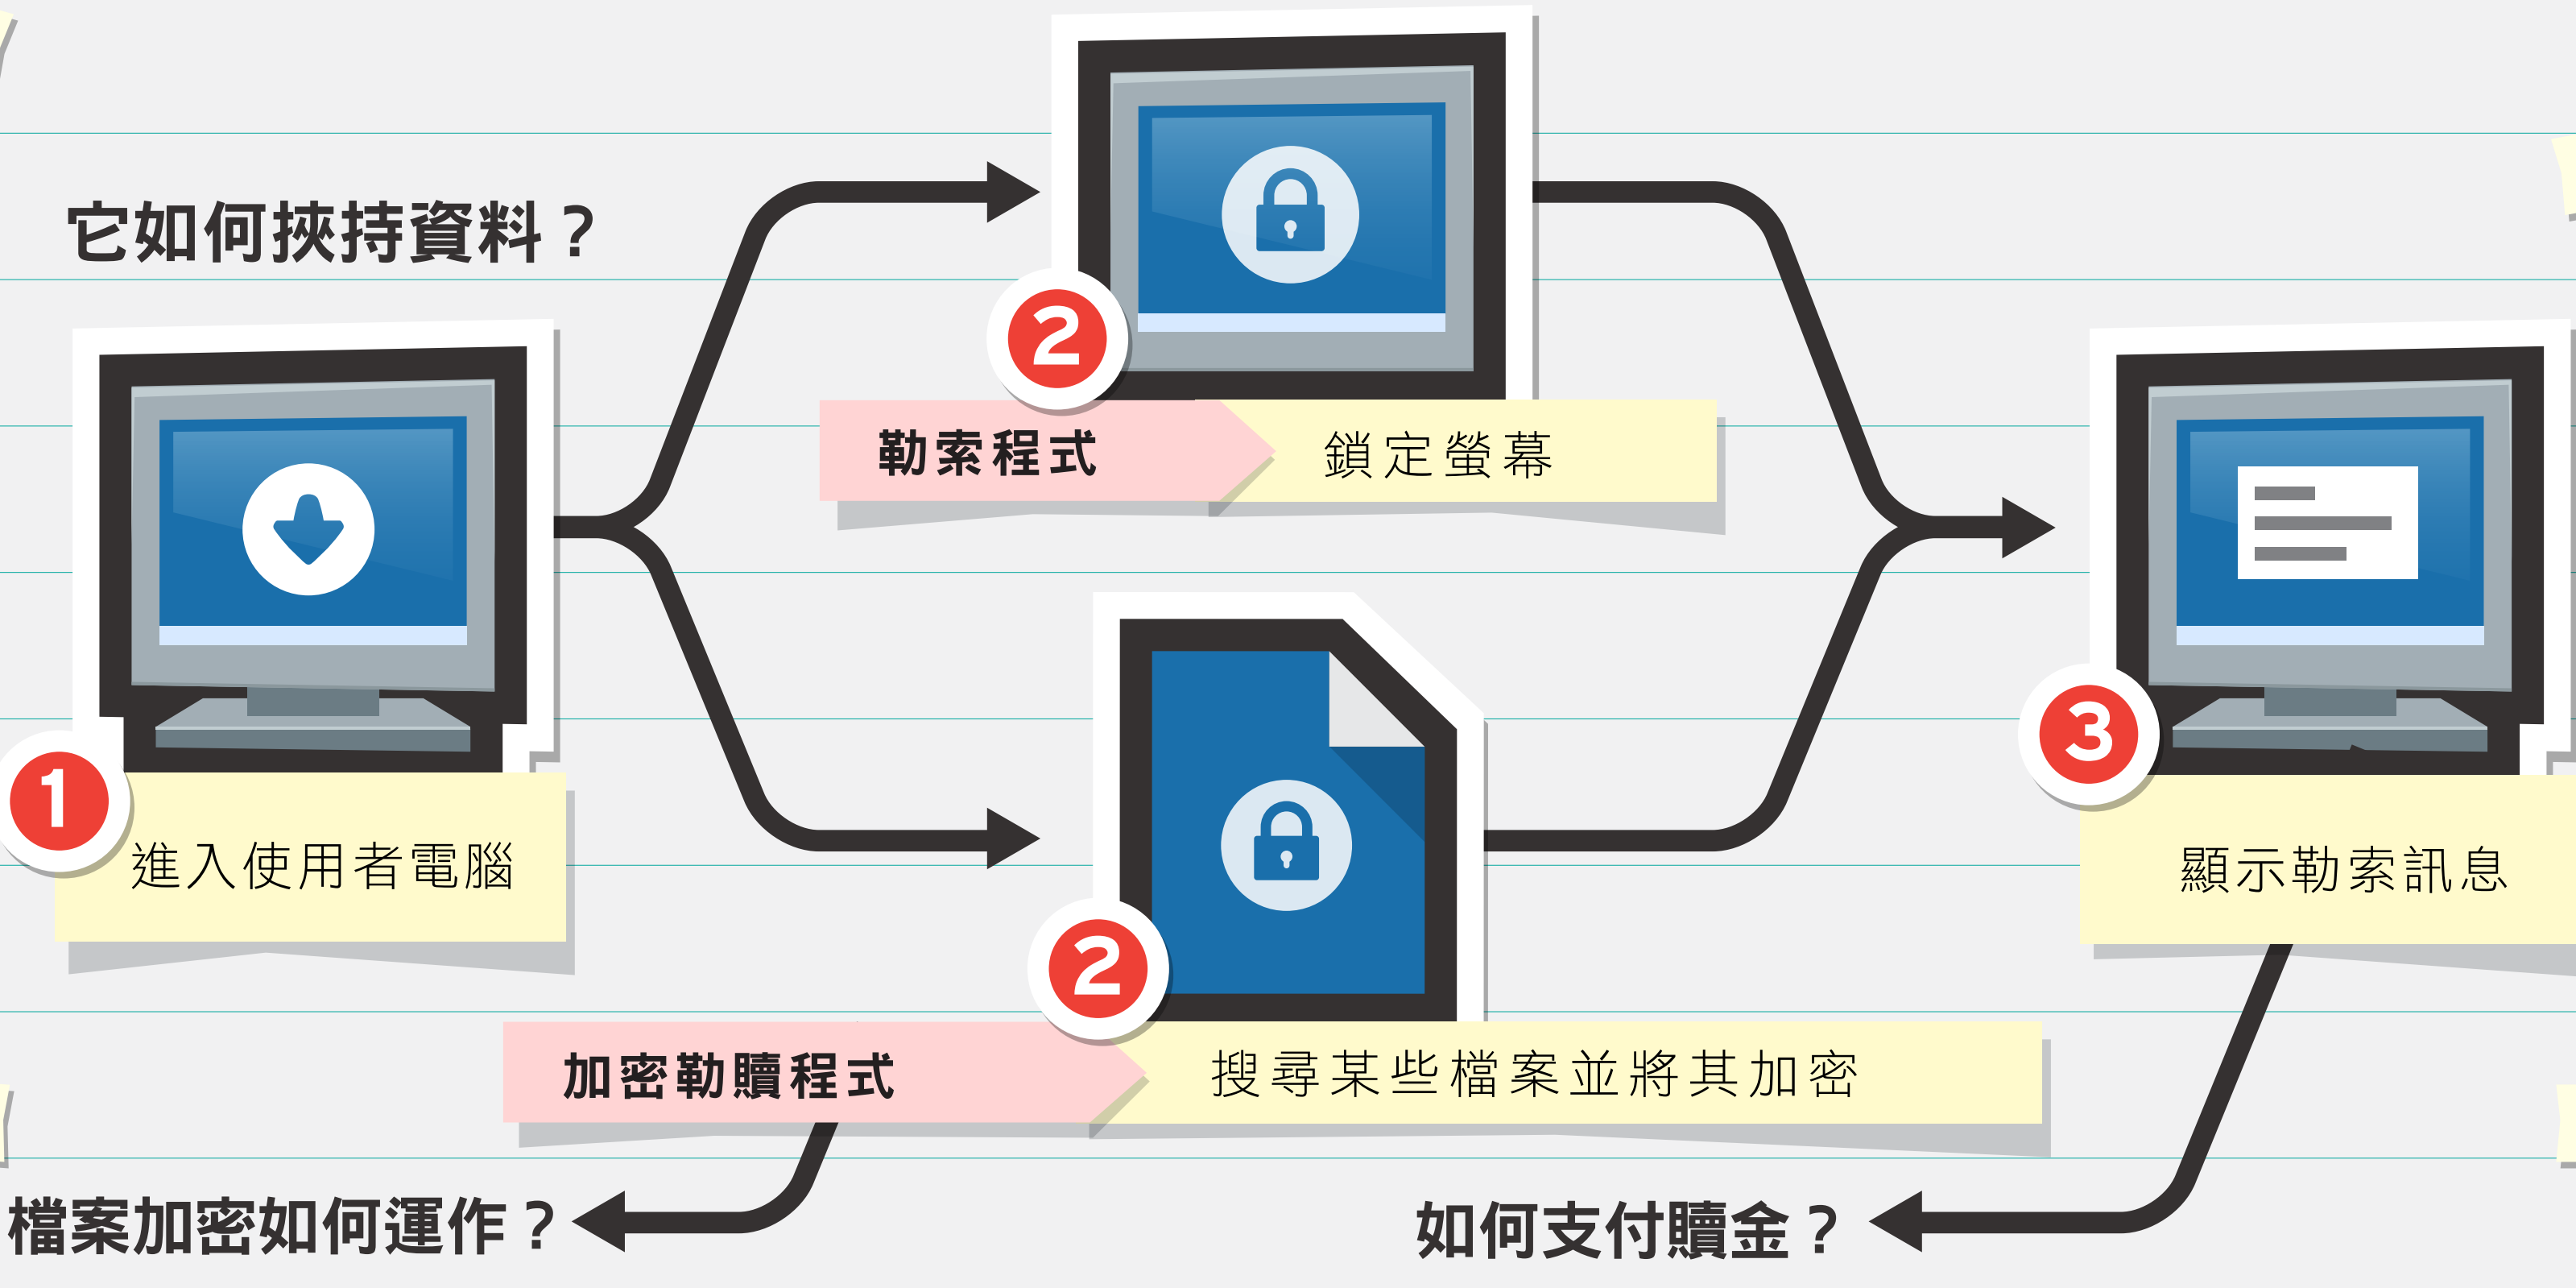 它如何挾持資料？
2
勒索程式 鎖定螢幕
1
進入使用者電腦
3
顯示勒索訊息
2
加密勒贖程式 搜尋某些檔案並將其加密
檔案加密如何運作？
如何支付贖金？